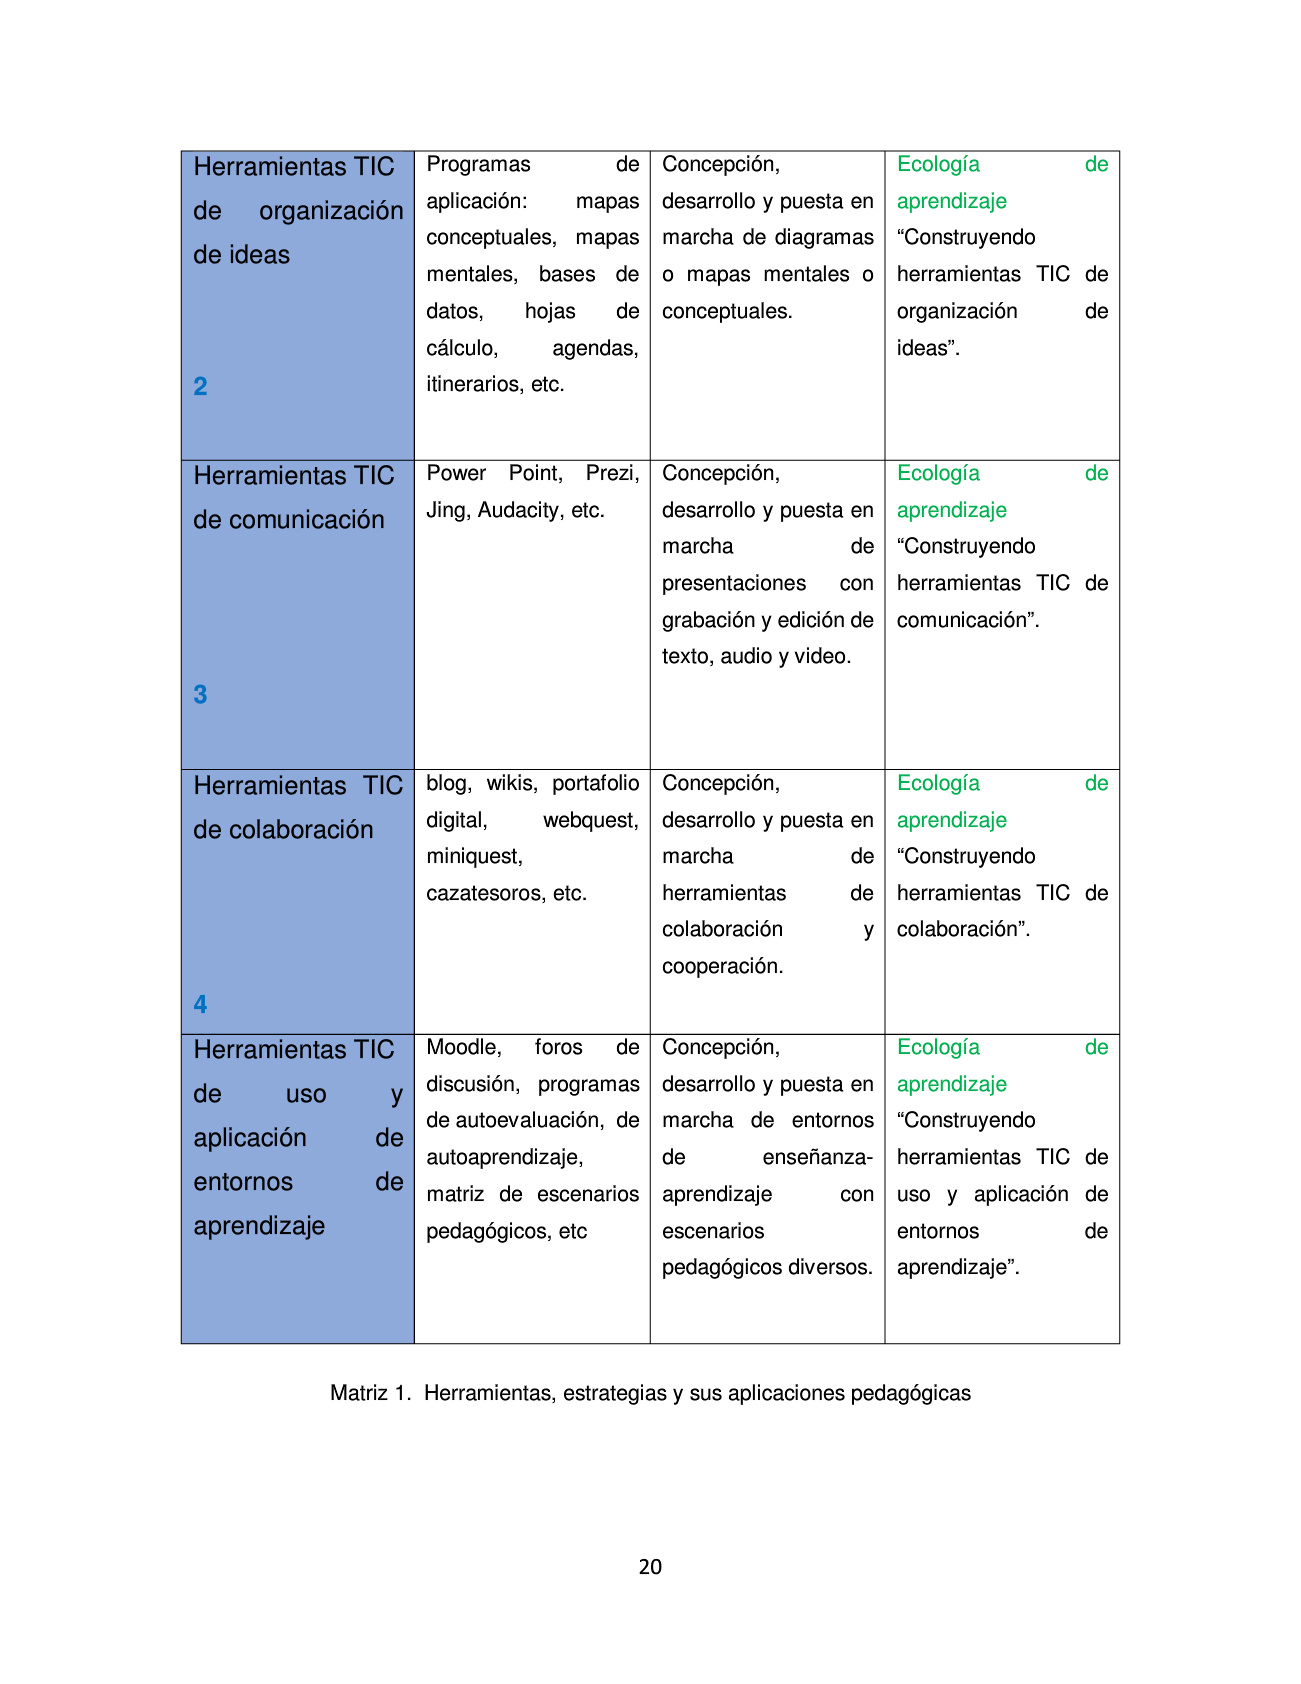 Herramientas TIC
de organización
de ideas
2
Programas de
aplicación: mapas
conceptuales, mapas
mentales, bases de
datos, hojas de
cálculo, agendas,
itinerarios, etc.
Concepción,
desarrollo y puesta en
marcha de diagramas
o mapas mentales o
conceptuales.
Ecología de
aprendizaje
“Construyendo
herramientas TIC de
organización de
ideas”.
Herramientas TIC
de comunicación
3
Power Point, Prezi,
Jing, Audacity, etc.
Concepción,
desarrollo y puesta en
marcha de
presentaciones con
grabación y edición de
texto, audio y video.
Ecología de
aprendizaje
“Construyendo
herramientas TIC de
comunicación”.
Herramientas TIC
de colaboración
4
blog, wikis, portafolio
digital, webquest,
miniquest,
cazatesoros, etc.
Concepción,
desarrollo y puesta en
marcha de
herramientas de
colaboración y
cooperación.
Ecología de
aprendizaje
“Construyendo
herramientas TIC de
colaboración”.
Herramientas TIC
de uso y
aplicación de
entornos de
aprendizaje
Moodle, foros de
discusión, programas
de autoevaluación, de
autoaprendizaje,
matriz de escenarios
pedagógicos, etc
Concepción,
desarrollo y puesta en
marcha de entornos
de enseñanza-
aprendizaje con
escenarios
pedagógicos diversos.
Ecología de
aprendizaje
“Construyendo
herramientas TIC de
uso y aplicación de
entornos de
aprendizaje”.
Matriz 1. Herramientas, estrategias y sus aplicaciones pedagógicas
20